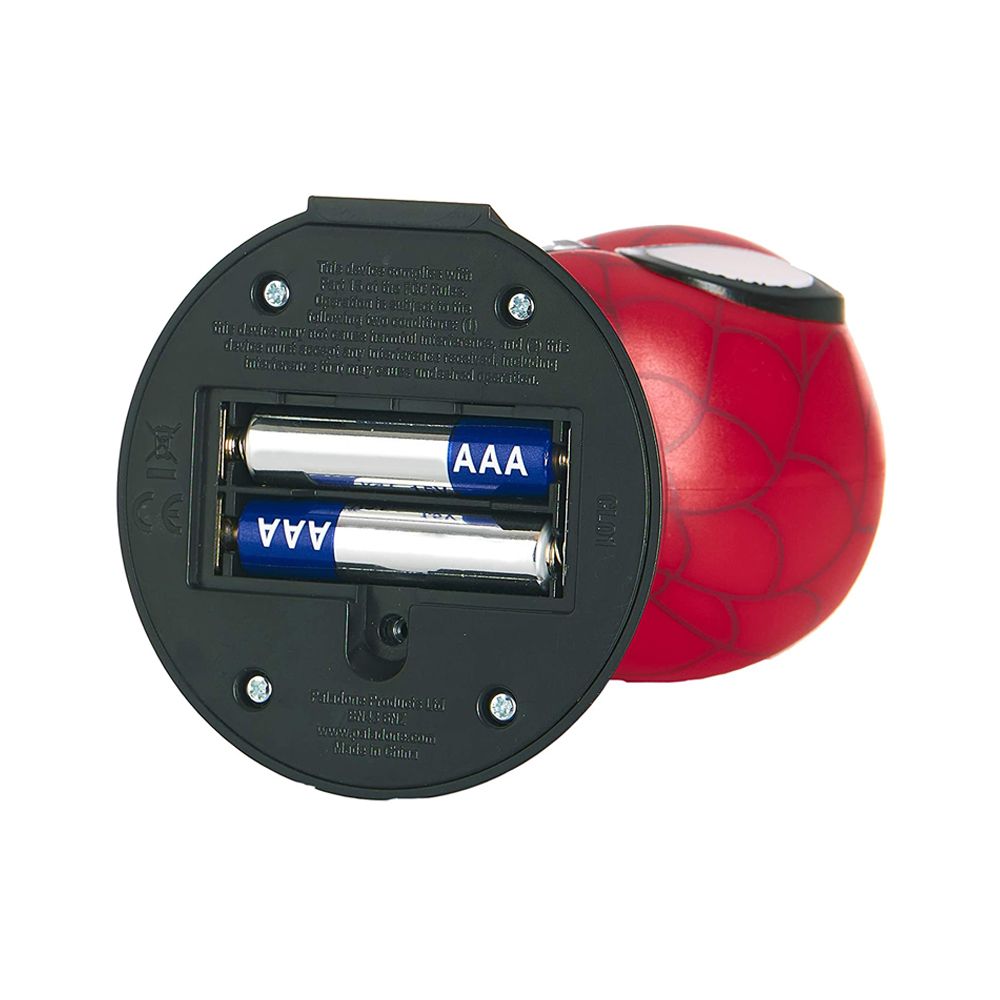 This device complies with
Part 15 of the FCC Rules.
Operation is subject to the
following two conditions: (1)
this device may not cause harmful interference, and (2) this
device must accept any interference received, including
interference that may cause undesired operation.
AAA
AAA
CE
Paladone Products Ltd
www.paladone.com
Made in China